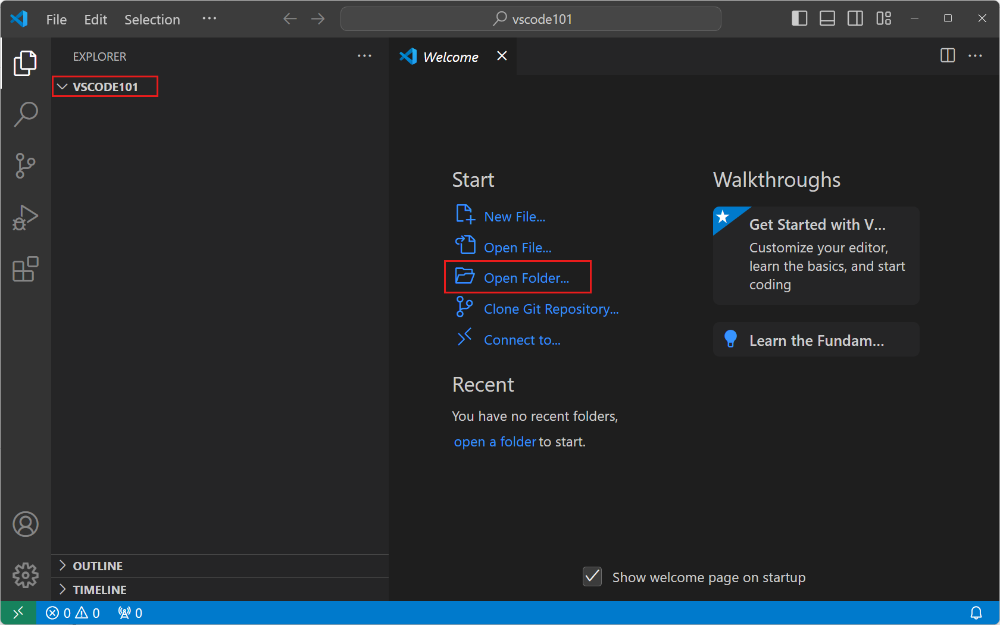 File Edit Selection ··· vscode101
EXPLORER ···
VSCODE101
OUTLINE
TIMELINE
Welcome
Start
New File...
Open File...
Open Folder...
Clone Git Repository...
Connect to...
Recent
You have no recent folders,
open a folder to start.
Walkthroughs
Get Started with V...
Customize your editor,
learn the basics, and start
coding
Learn the Fundam...
Show welcome page on startup
0 0 0